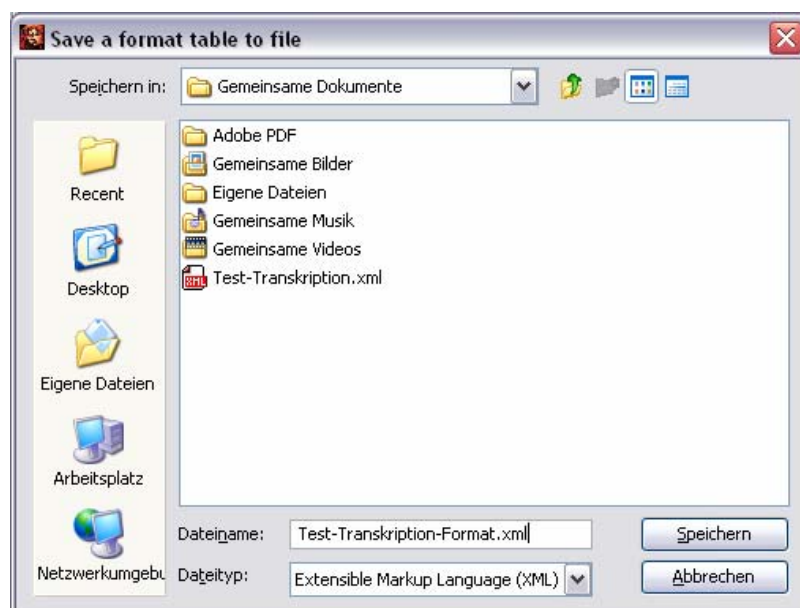 Save a format table to file
Speichern in: Gemeinsame Dokumente
Recent
Desktop
Eigene Dateien
Arbeitsplatz
Netzwerkumgebu
Adobe PDF
Gemeinsame Bilder
Eigene Dateien
Gemeinsame Musik
Gemeinsame Videos
Test-Transkription.xml
Dateiname: Test-Transkription-Format.xml
Speichern
Dateityp: Extensible Markup Language (XML)
Abbrechen